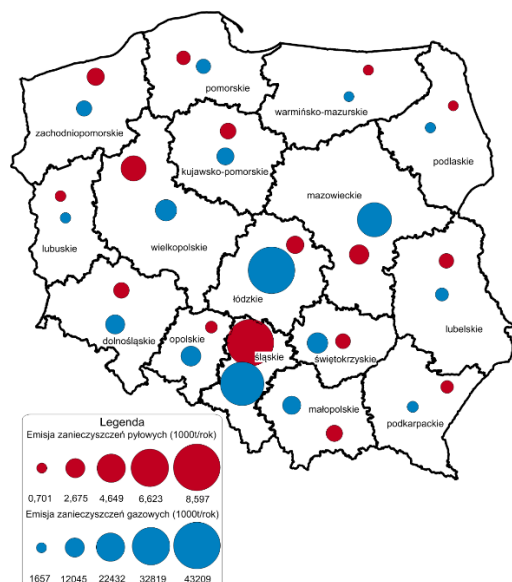 pomorskie
warmińsko-mazurskie
zachodniopomorskie
podlaskie
kujawsko-pomorskie
mazowieckie
lubuskie
wielkopolskie
łódzkie
lubelskie
dolnośląskie
opolskie
śląskie
świętokrzyskie
małopolskie
podkarpackie
Legenda
Emisja zanieczyszczeń pyłowych (1000t/rok)
0,701 2,675 4,649 6,623 8,597
Emisja zanieczyszczeń gazowych (1000t/rok)
1657 12045 22432 32819 43209